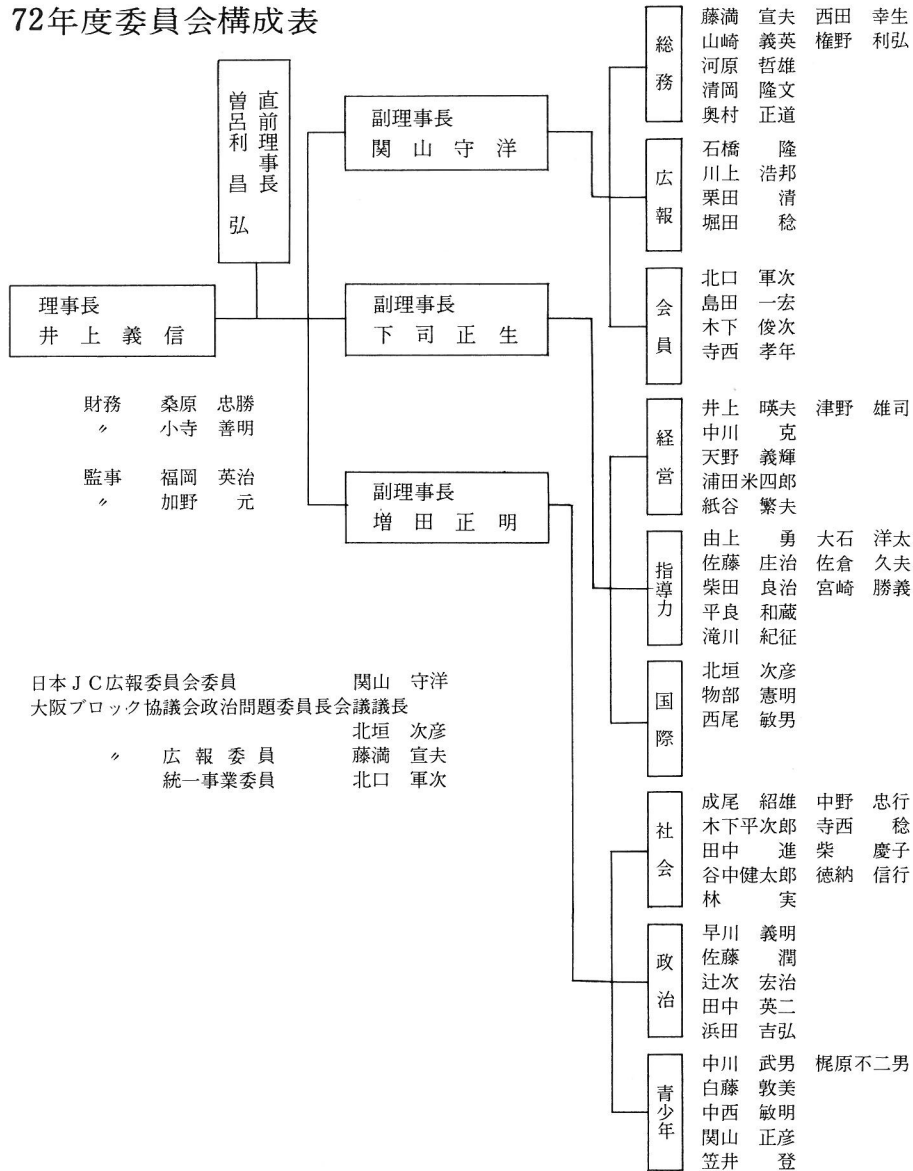 72年度委員会構成表
直前理事長
曽呂利 昌弘
理事長
井上義信
財務 桑原 忠勝
〃 小寺 善明
監事 福岡 英治
〃 加野 元
副理事長
関山守洋
副理事長
下司正生
副理事長
増田正明
総務
藤満 宣夫 西田 幸生
山崎 義英 権野 利弘
河原 哲雄
清岡 隆文
奥村 正道
広報
石橋 隆
川上 浩邦
栗田 清
堀田 稔
会員
北口 軍次
島田 一宏
木下 俊次
寺西 孝年
経営
井上 暎夫 津野 雄司
中川 克
天野 義輝
浦田米四郎
紙谷 繁夫
指導力
由上 勇 大石 洋太
佐藤 庄治 佐倉 久夫
柴田 良治 宮崎 勝義
平良 和蔵
滝川 紀征
国際
北垣 次彦
物部 憲明
西尾 敏男
社会
成尾 紹雄 中野 忠行
木下平次郎 寺西 稔
田中 進 柴 慶子
谷中健太郎 徳納 信行
林 実
政治
早川 義明
佐藤 潤
辻次 宏治
田中 英二
浜田 吉弘
青少年
中川 武男 梶原不二男
白藤 敦美
中西 敏明
関山 正彦
笠井 登
日本JC広報委員会委員 関山 守洋
大阪ブロック協議会政治問題委員長会議議長
北垣 次彦
〃 広報委員 藤満 宣夫
統一事業委員 北口 軍次